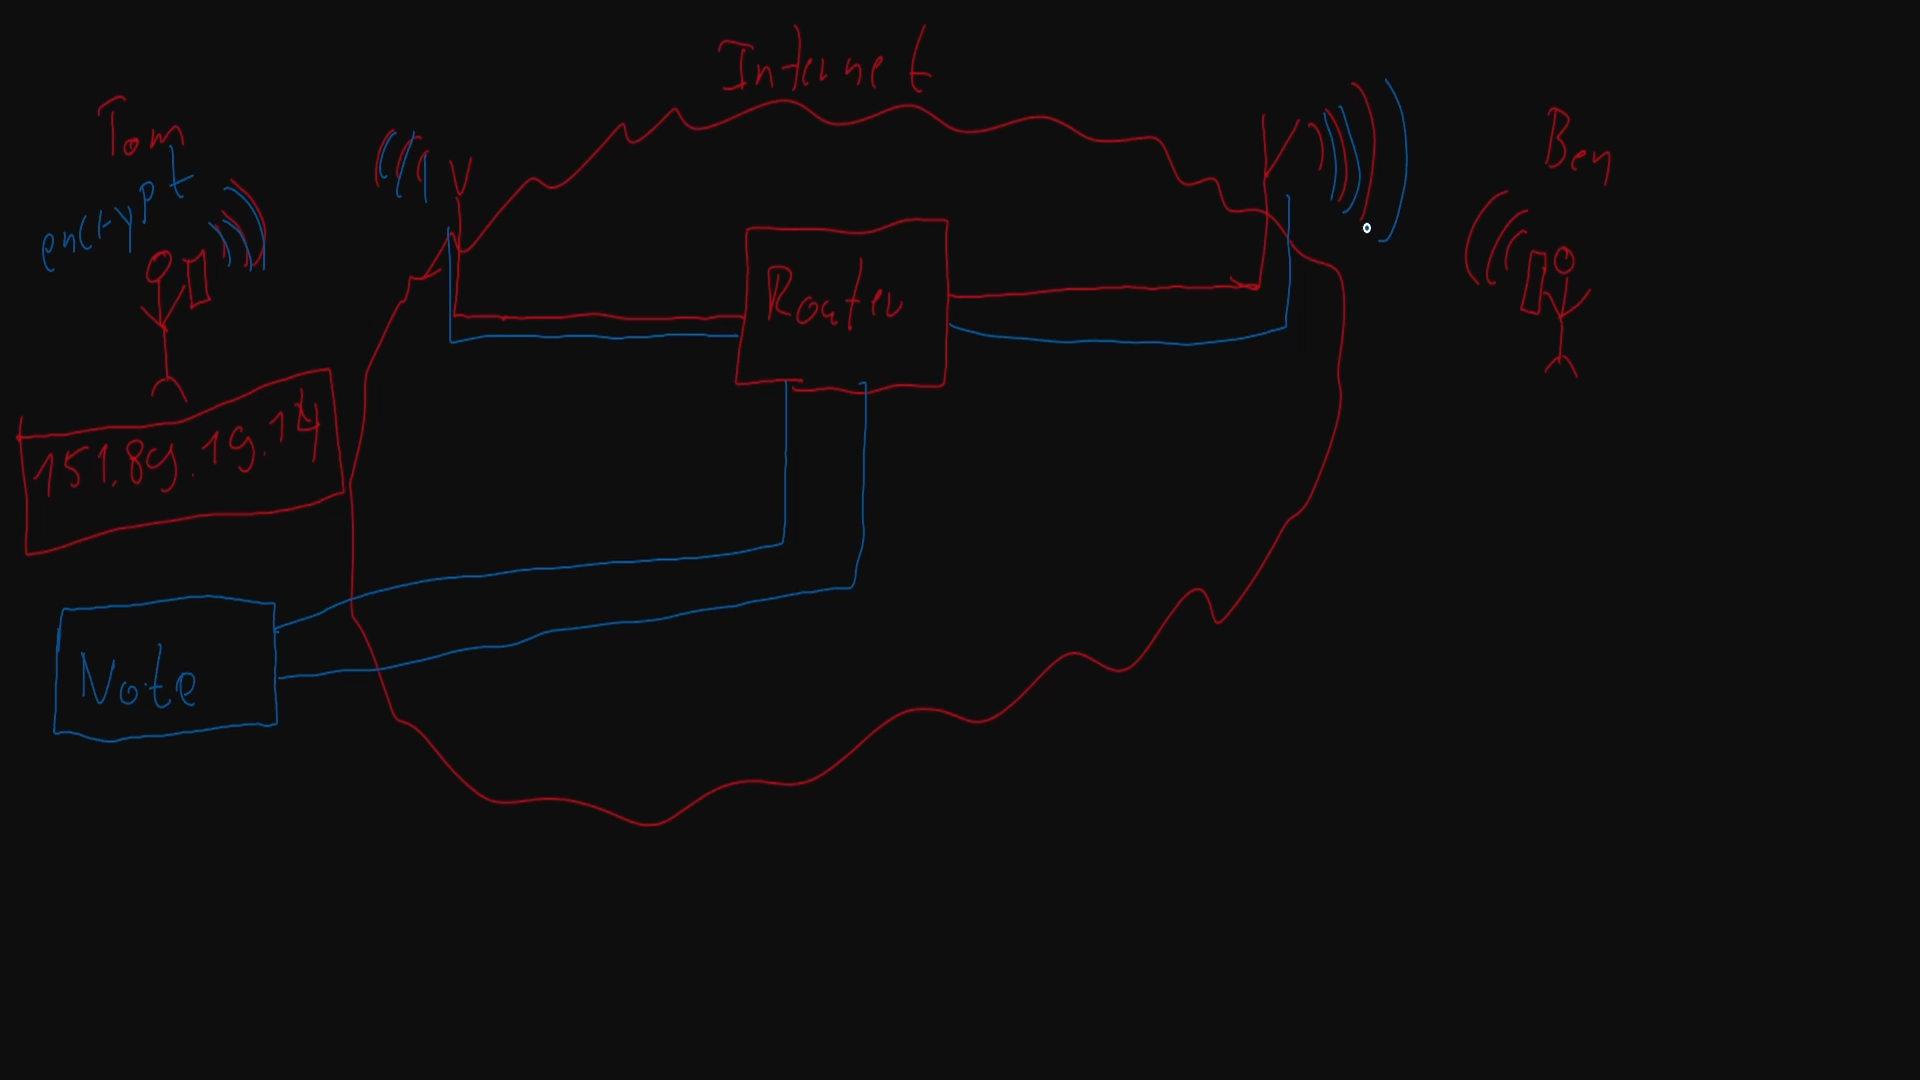 Internet
Tom
Ben
encrypt
Router
151.89.19.14
Note